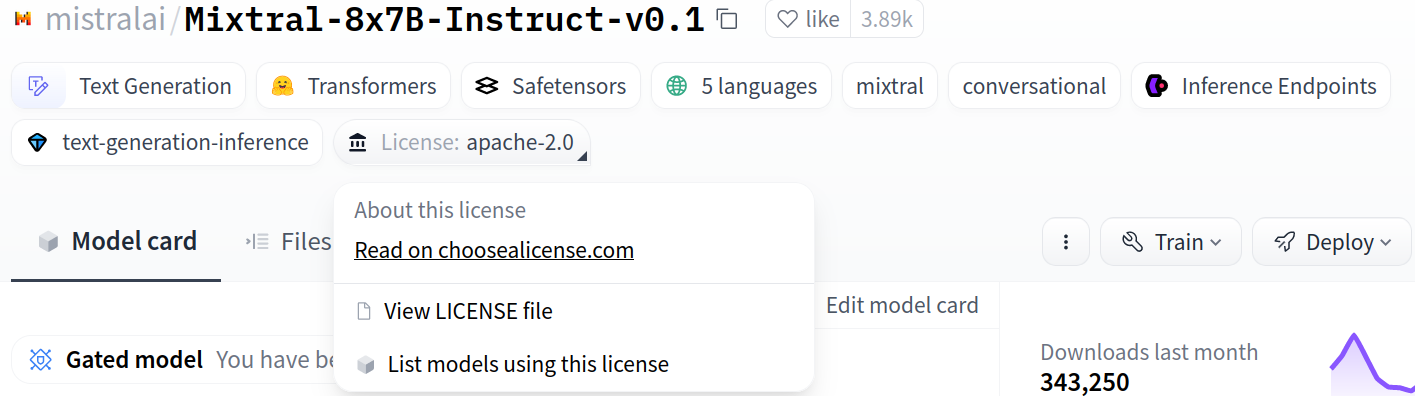 mistralai/Mixtral-8x7B-Instruct-v0.1 like 3.89k
Text Generation Transformers Safetensors 5 languages mixtral conversational Inference Endpoints
text-generation-inference License: apache-2.0
About this license
Read on choosealicense.com
View LICENSE file
List models using this license
Model card Files Train Deploy
Edit model card
Gated model You have be
Downloads last month
343,250